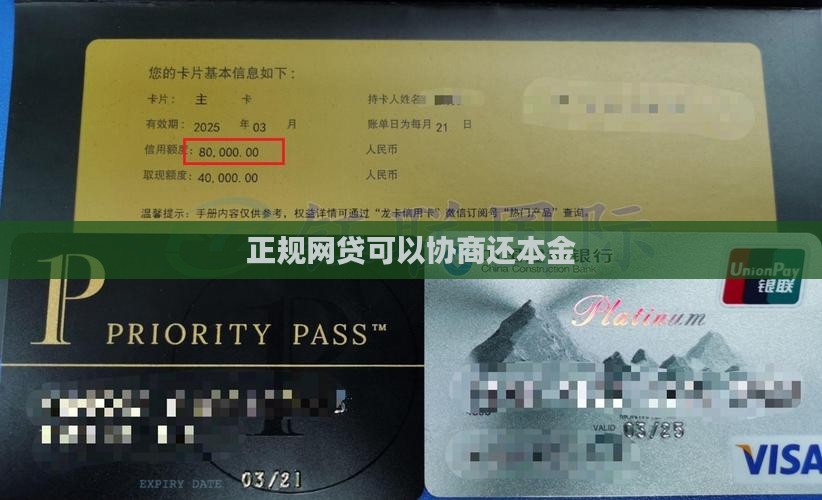 您的卡片基本信息如下：
卡片： 主 卡 持卡人姓名
有效期： 2025 年 03 月 账单日为每月 21 日
信用额度： 80,000.00 人民币
取现额度： 40,000.00 人民币
温馨提示： 手册内容仅供参考，权益详情可通过“龙卡信用卡”微信订阅号“热门产品”查询。
正规网贷可以协商还本金
银行
China Construction Bank
UnionPay
银联
PRIORITY PASS™
Platinum
VALID 03/25
EXPIRY DATE 03/21
VISA